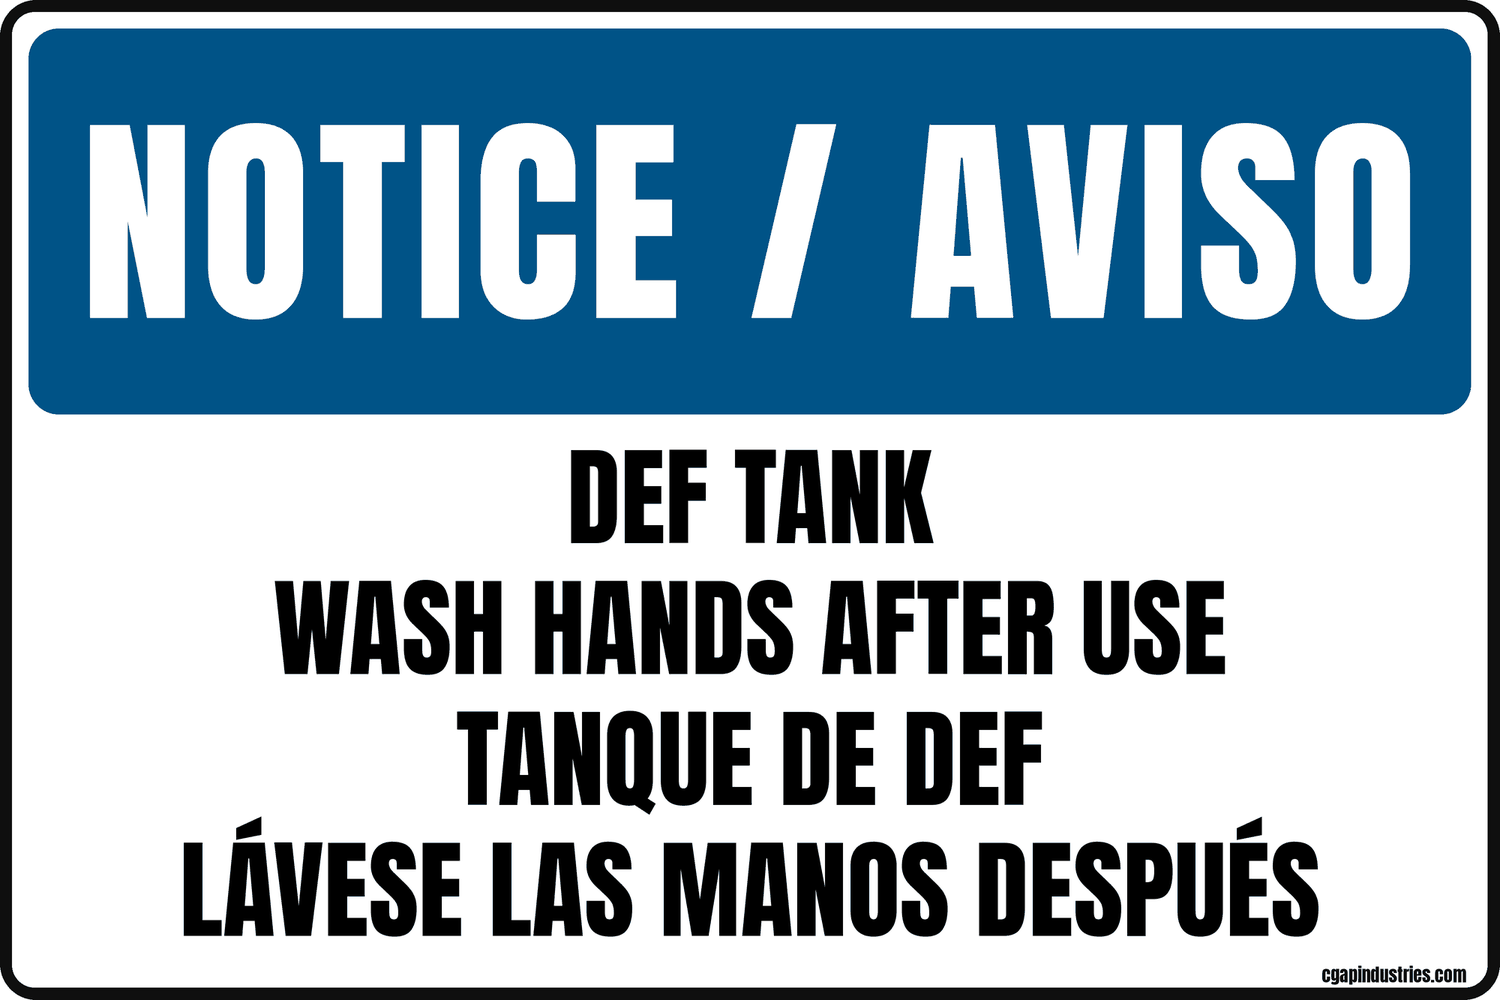 NOTICE / AVISO
DEF TANK
WASH HANDS AFTER USE
TANQUE DE DEF
LÁVESE LAS MANOS DESPUÉS
cgapindustries.com